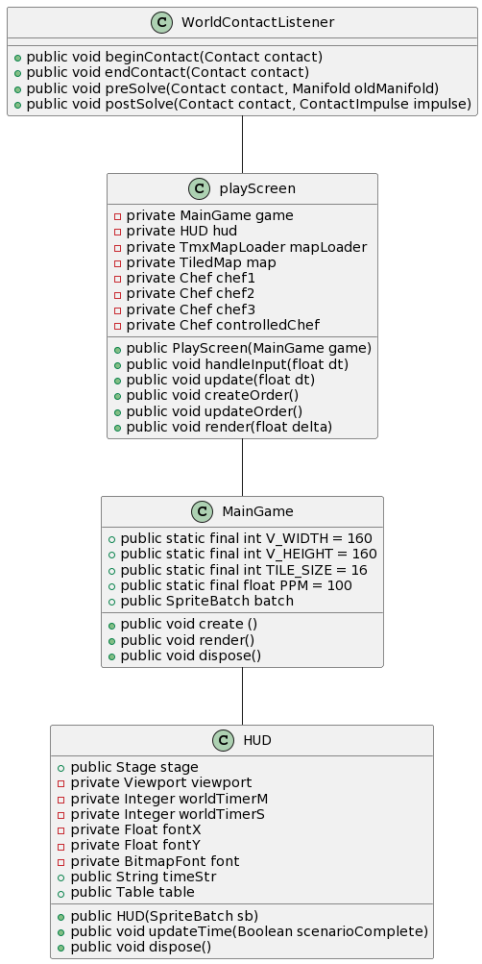 C WorldContactListener
public void beginContact(Contact contact)
public void endContact(Contact contact)
public void preSolve(Contact contact, Manifold oldManifold)
public void postSolve(Contact contact, ContactImpulse impulse)
C playScreen
private MainGame game
private HUD hud
private TmxMapLoader mapLoader
private TiledMap map
private Chef chef1
private Chef chef2
private Chef chef3
private Chef controlledChef
public PlayScreen(MainGame game)
public void handleInput(float dt)
public void update(float dt)
public void createOrder()
public void updateOrder()
public void render(float delta)
C MainGame
public static final int V_WIDTH = 160
public static final int V_HEIGHT = 160
public static final int TILE_SIZE = 16
public static final float PPM = 100
public SpriteBatch batch
public void create ()
public void render()
public void dispose()
C HUD
public Stage stage
private Viewport viewport
private Integer worldTimerM
private Integer worldTimerS
private Float fontX
private Float fontY
private BitmapFont font
public String timeStr
public Table table
public HUD(SpriteBatch sb)
public void updateTime(Boolean scenarioComplete)
public void dispose()